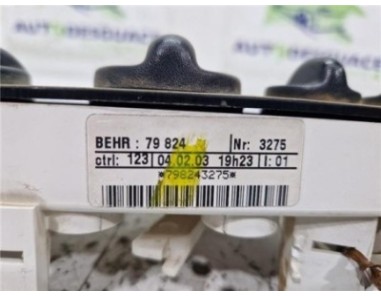 BEHR : 79 824 Nr: 3275
ctrl: 123 04.02.03 19h23 I: 01
*798243275*